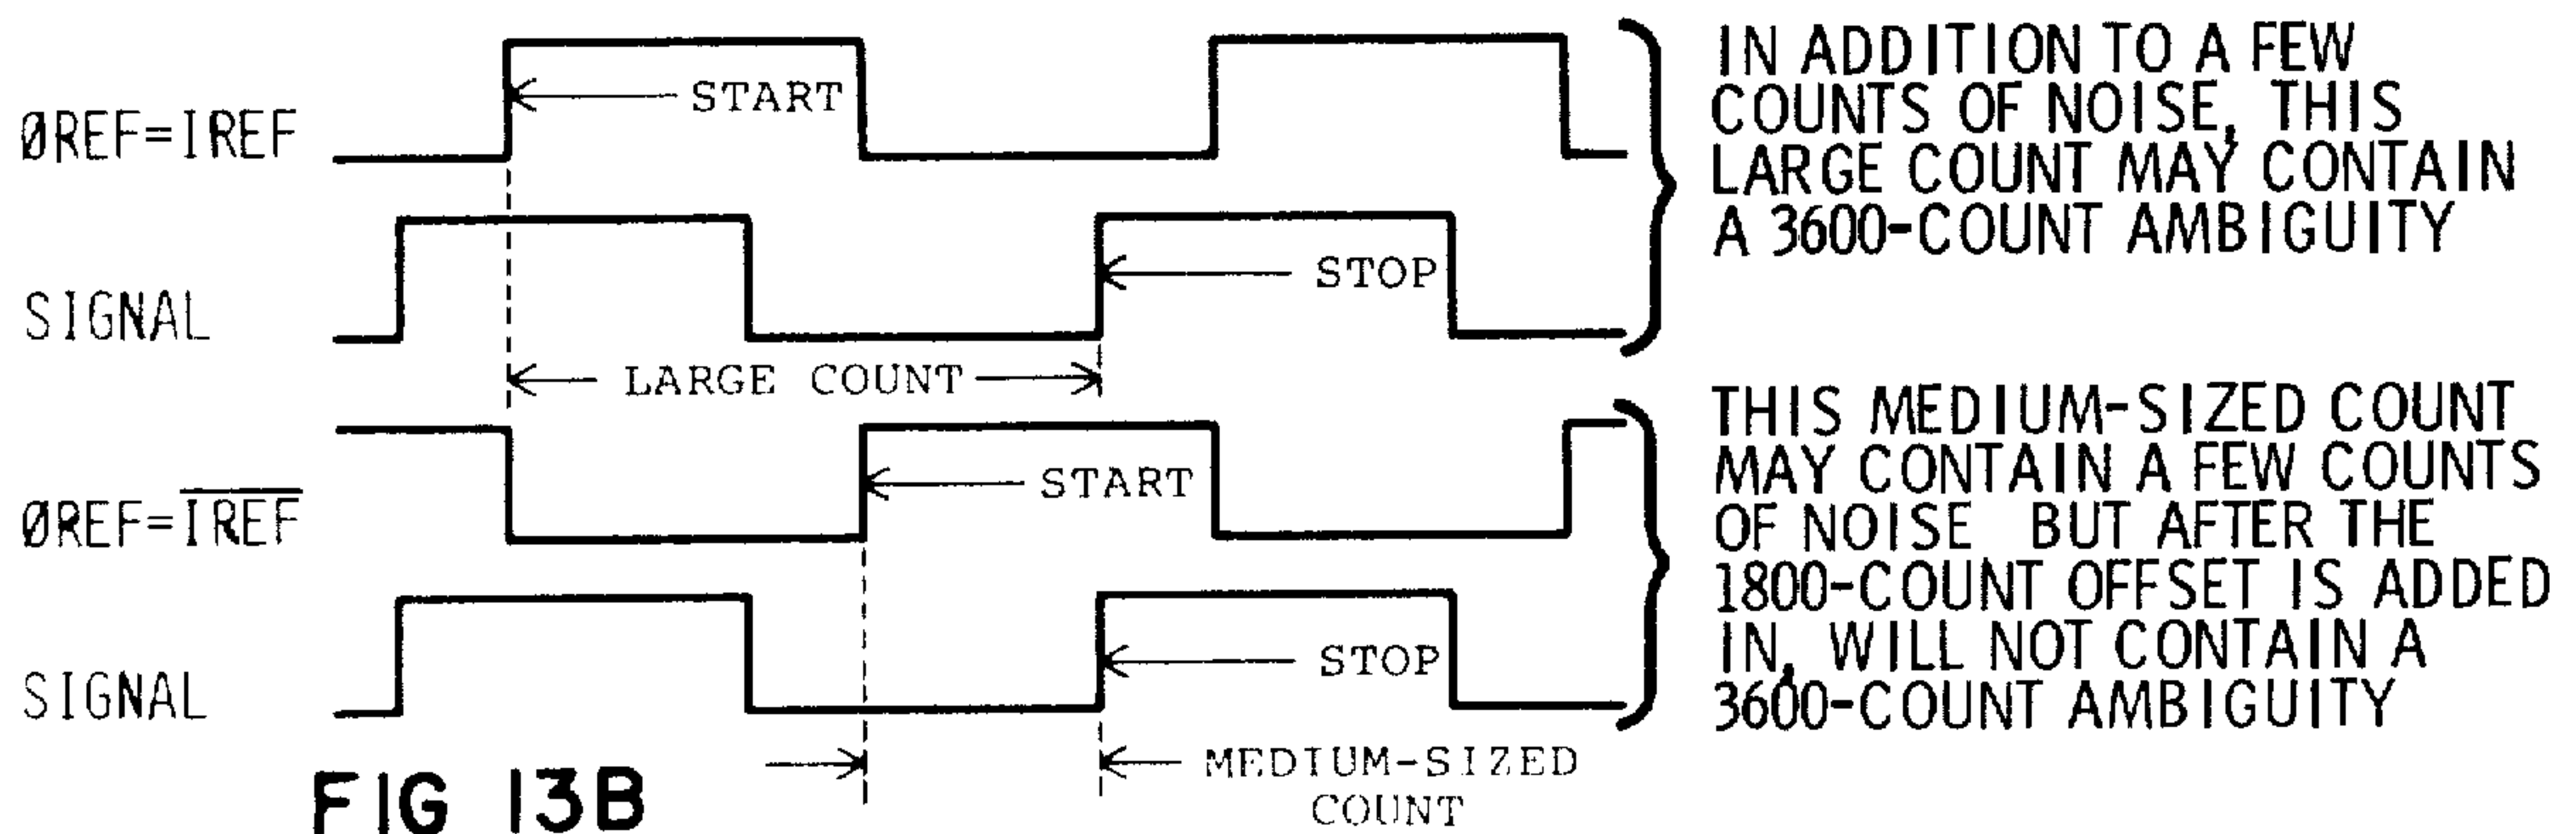 ØREF=IREF
START
IN ADDITION TO A FEW
COUNTS OF NOISE, THIS
LARGE COUNT MAY CONTAIN
A 3600-COUNT AMBIGUITY
SIGNAL
STOP
LARGE COUNT
ØREF=I̅R̅E̅F̅
START
THIS MEDIUM-SIZED COUNT
MAY CONTAIN A FEW COUNTS
OF NOISE BUT AFTER THE
1800-COUNT OFFSET IS ADDED
IN, WILL NOT CONTAIN A
3600-COUNT AMBIGUITY
SIGNAL
STOP
MEDIUM-SIZED
COUNT
FIG 13B